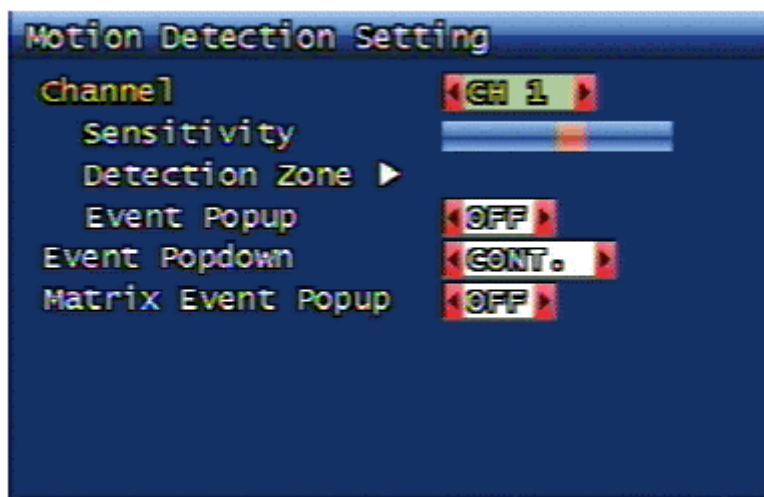 Motion Detection Setting
Channel CH 1
Sensitivity
Detection Zone
Event Popup OFF
Event Popdown CONT.
Matrix Event Popup OFF